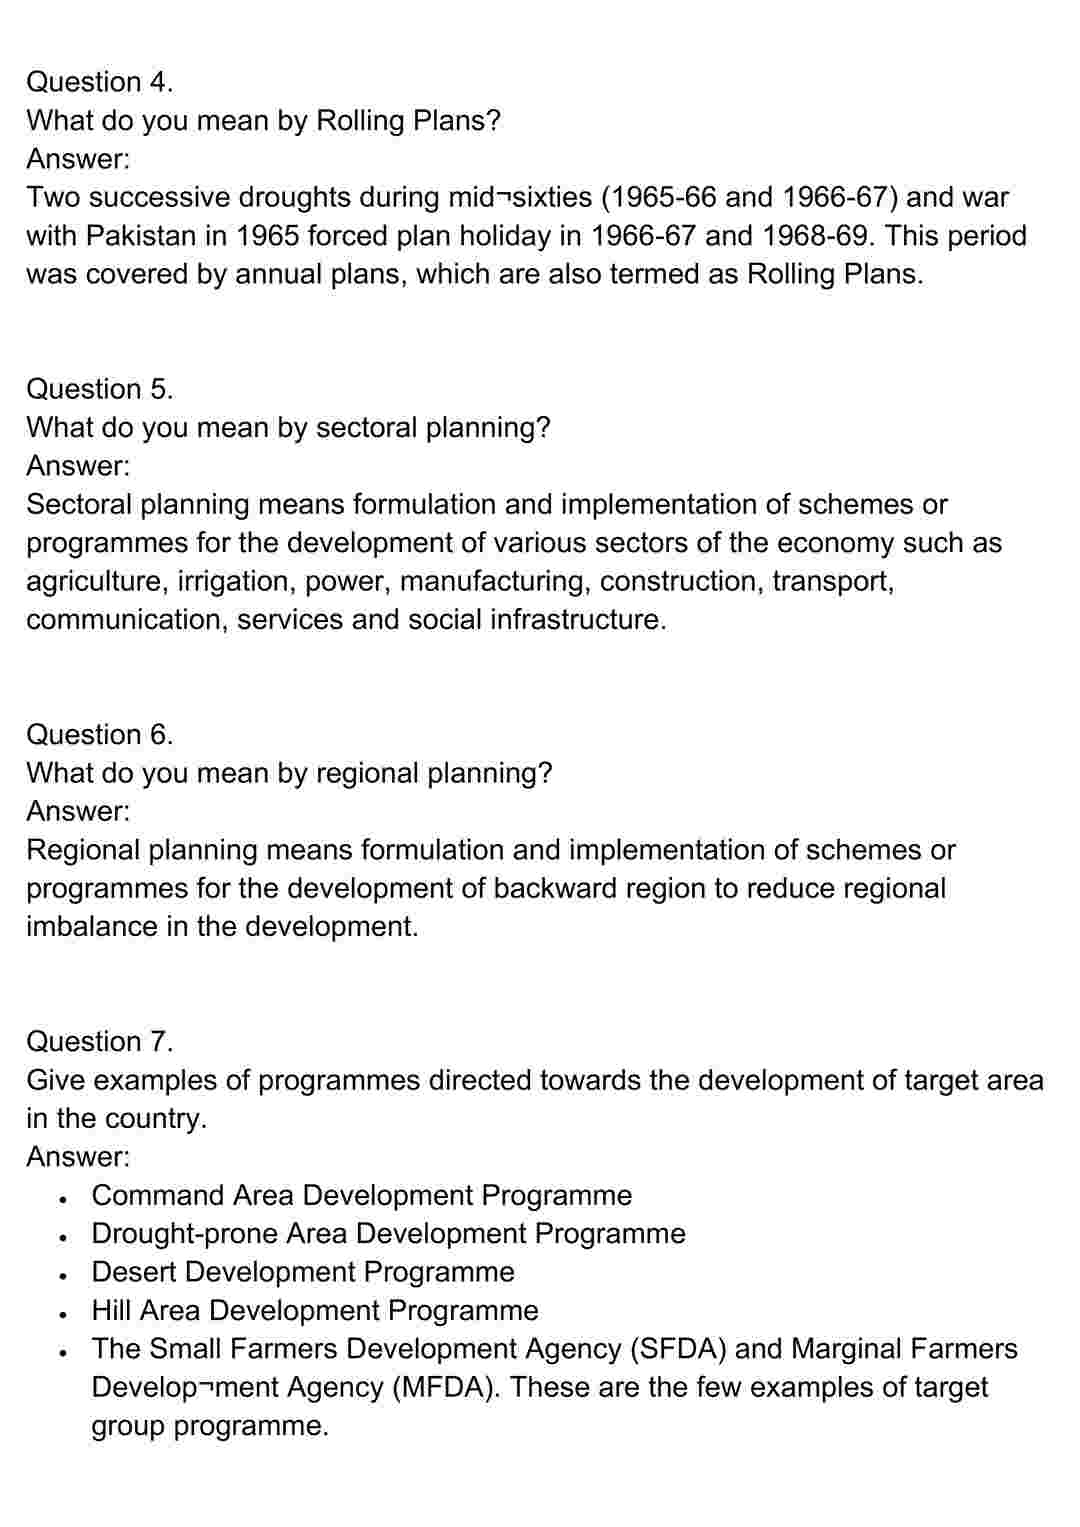 Question 4.
What do you mean by Rolling Plans?
Answer:
Two successive droughts during mid¬sixties (1965-66 and 1966-67) and war
with Pakistan in 1965 forced plan holiday in 1966-67 and 1968-69. This period
was covered by annual plans, which are also termed as Rolling Plans.
Question 5.
What do you mean by sectoral planning?
Answer:
Sectoral planning means formulation and implementation of schemes or
programmes for the development of various sectors of the economy such as
agriculture, irrigation, power, manufacturing, construction, transport,
communication, services and social infrastructure.
Question 6.
What do you mean by regional planning?
Answer:
Regional planning means formulation and implementation of schemes or
programmes for the development of backward region to reduce regional
imbalance in the development.
Question 7.
Give examples of programmes directed towards the development of target area
in the country.
Answer:
• Command Area Development Programme
• Drought-prone Area Development Programme
• Desert Development Programme
• Hill Area Development Programme
• The Small Farmers Development Agency (SFDA) and Marginal Farmers
Develop¬ment Agency (MFDA). These are the few examples of target
group programme.